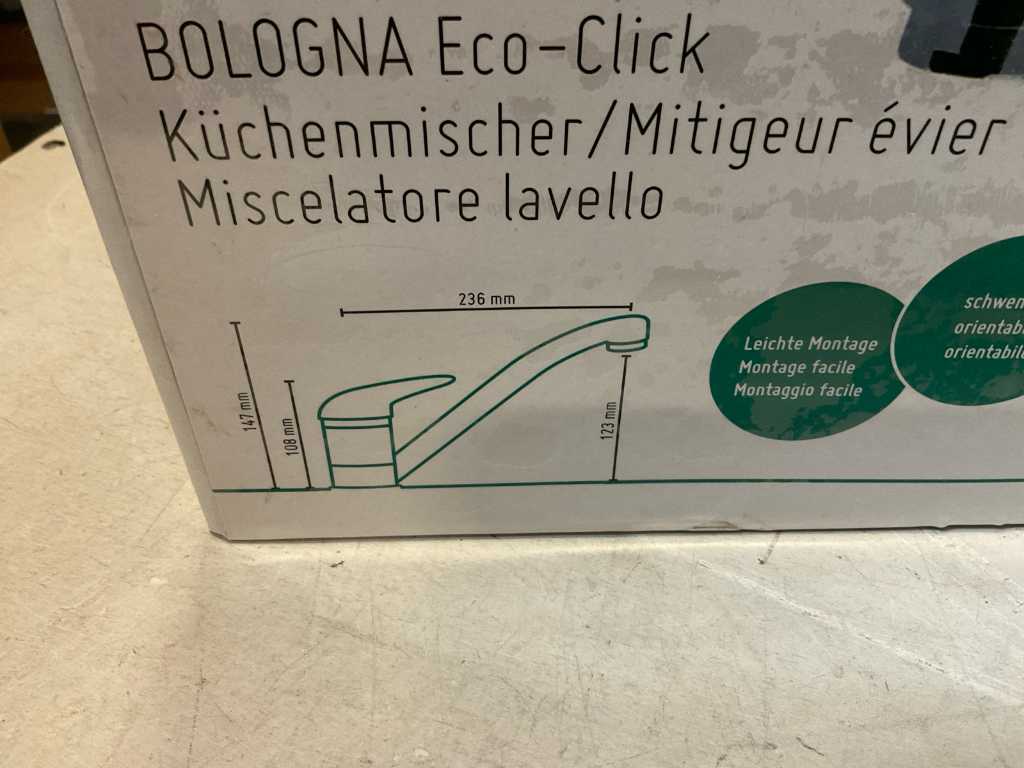 BOLOGNA Eco-Click
Küchenmischer/Mitigeur évier
Miscelatore lavello
236 mm
147 mm
108 mm
123 mm
Leichte Montage
Montage facile
Montaggio facile